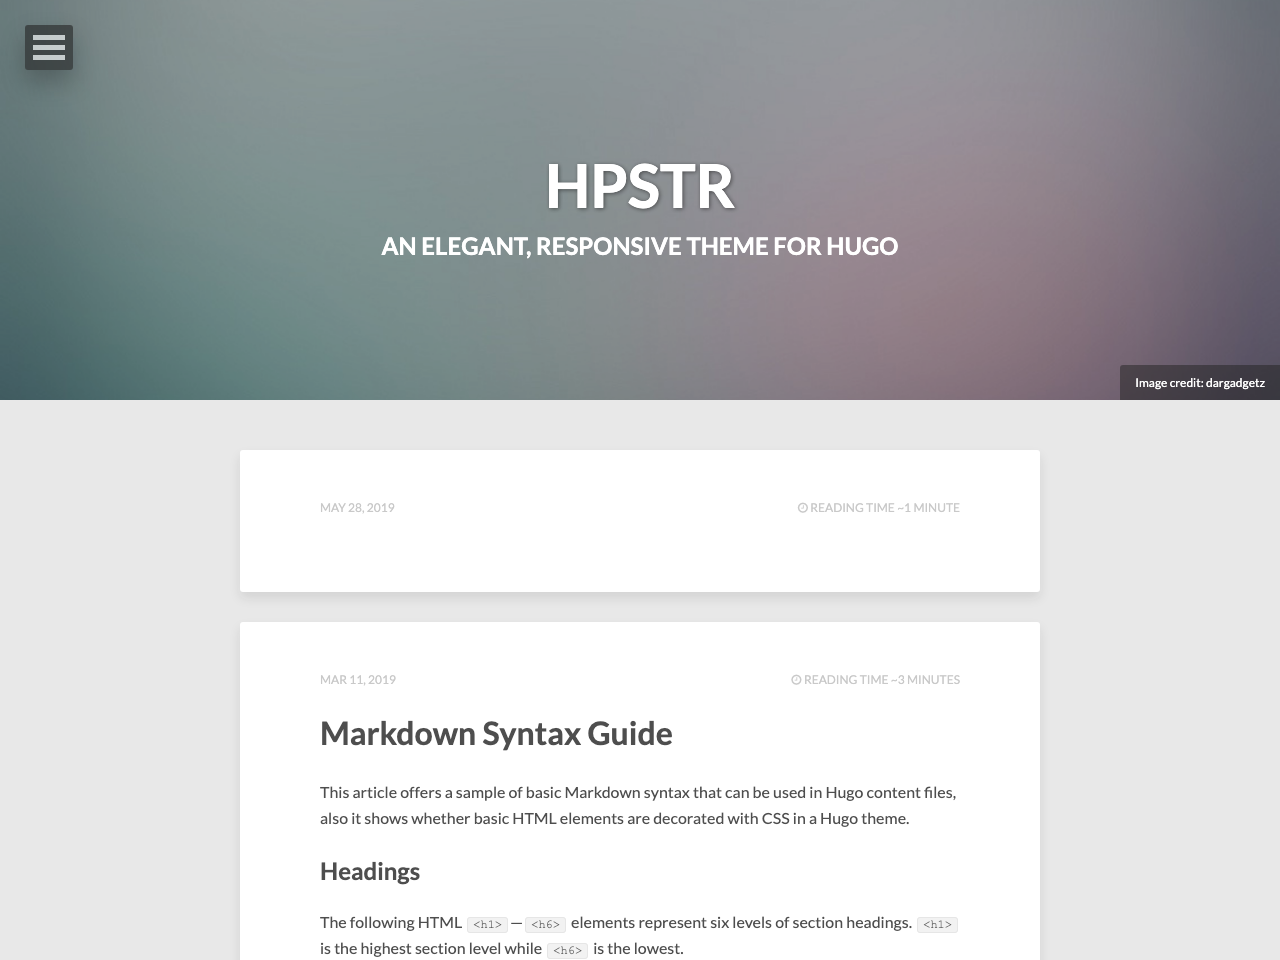 HPSTR
AN ELEGANT, RESPONSIVE THEME FOR HUGO
Image credit: dargadgetz
MAY 28, 2019
READING TIME ~1 MINUTE
MAR 11, 2019
READING TIME ~3 MINUTES
Markdown Syntax Guide
This article offers a sample of basic Markdown syntax that can be used in Hugo content files,
also it shows whether basic HTML elements are decorated with CSS in a Hugo theme.
Headings
The following HTML <h1>—<h6> elements represent six levels of section headings. <h1>
is the highest section level while <h6> is the lowest.